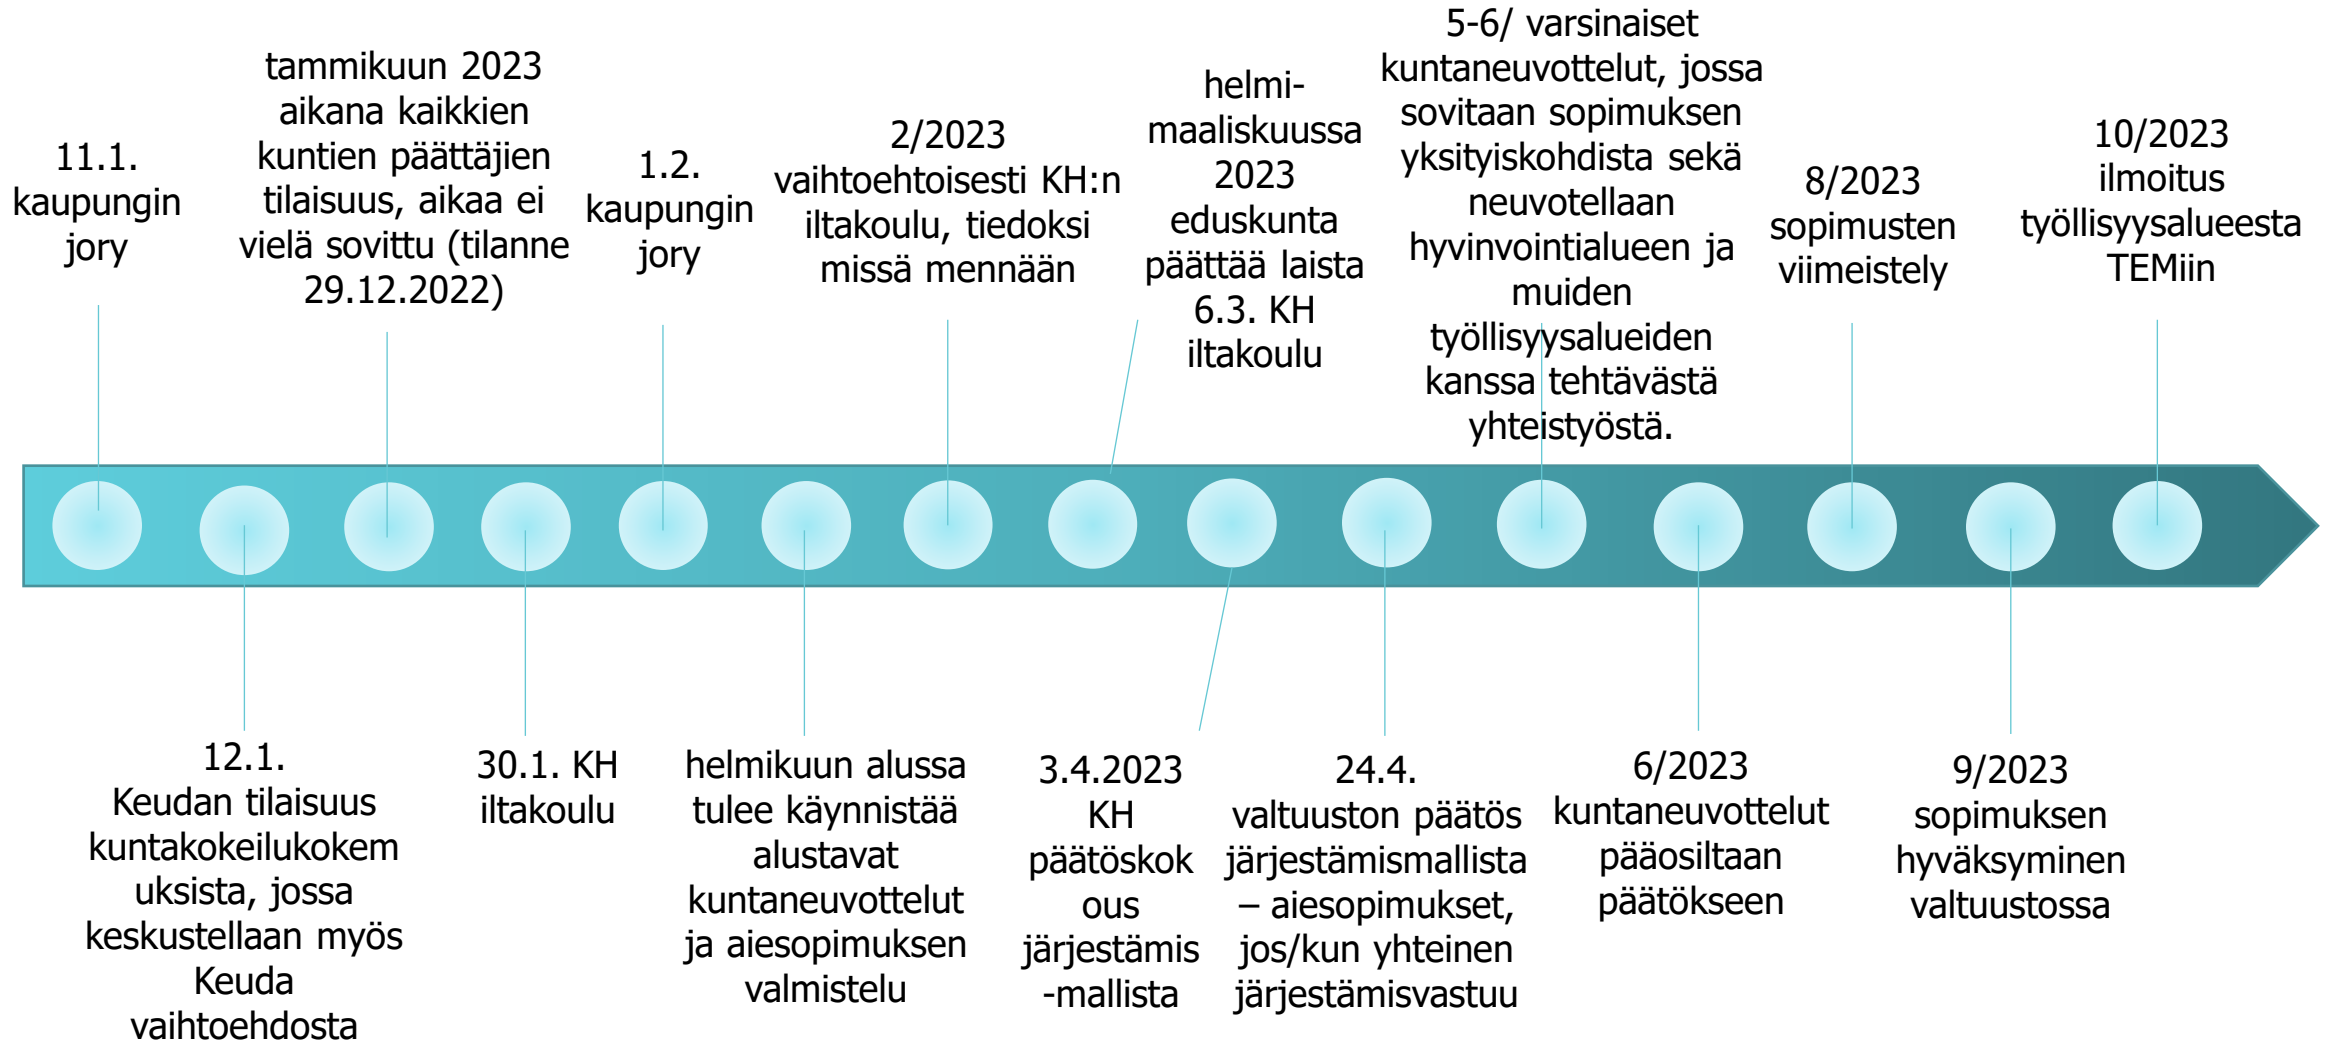 11.1.
kaupungin
jory
12.1.
Keudan tilaisuus
kuntakokeilukokem
uksista, jossa
keskustellaan myös
Keuda
vaihtoehdosta
tammikuun 2023
aikana kaikkien
kuntien päättäjien
tilaisuus, aikaa ei
vielä sovittu (tilanne
29.12.2022)
30.1. KH
iltakoulu
1.2.
kaupungin
jory
helmikuun alussa
tulee käynnistää
alustavat
kuntaneuvottelut
ja aiesopimuksen
valmistelu
2/2023
vaihtoehtoisesti KH:n
iltakoulu, tiedoksi
missä mennään
helmi-
maaliskuussa
2023
eduskunta
päättää laista
6.3. KH
iltakoulu
3.4.2023
KH
päätöskok
ous
järjestämis
-mallista
24.4.
valtuuston päätös
järjestämismallista
– aiesopimukset,
jos/kun yhteinen
järjestämisvastuu
5-6/ varsinaiset
kuntaneuvottelut, jossa
sovitaan sopimuksen
yksityiskohdista sekä
neuvotellaan
hyvinvointialueen ja
muiden
työllisyysalueiden
kanssa tehtävästä
yhteistyöstä.
6/2023
kuntaneuvottelut
pääosiltaan
päätökseen
8/2023
sopimusten
viimeistely
9/2023
sopimuksen
hyväksyminen
valtuustossa
10/2023
ilmoitus
työllisyysalueesta
TEMiin